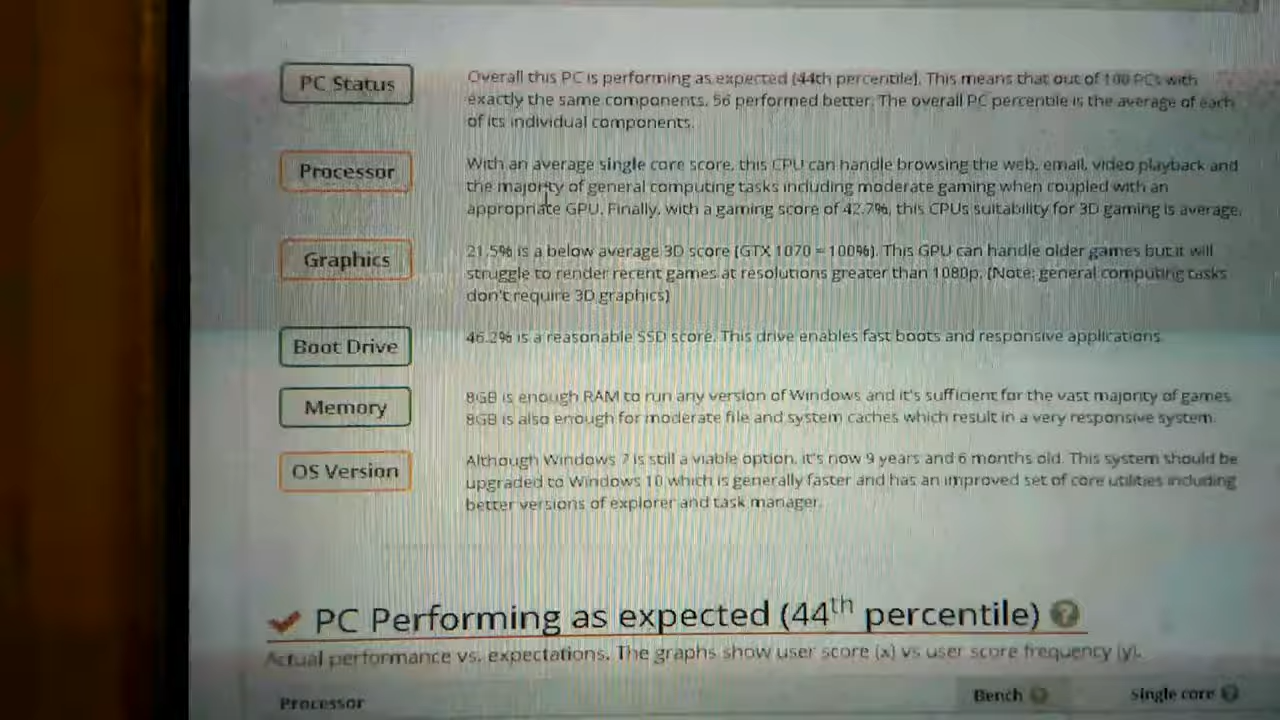 PC Status
Overall this PC is performing as expected (44th percentile). This means that out of 100 PCs with
exactly the same components, 56 performed better. The overall PC percentile is the average of each
of its individual components.
Processor
With an average single core score, this CPU can handle browsing the web, email, video playback and
the majority of general computing tasks including moderate gaming when coupled with an
appropriate GPU. Finally, with a gaming score of 42.7%, this CPUs suitability for 3D gaming is average.
Graphics
21.5% is a below average 3D score (GTX 1070 = 100%). This GPU can handle older games but it will
struggle to render recent games at resolutions greater than 1080p. (Note: general computing tasks
don't require 3D graphics)
Boot Drive
46.2% is a reasonable SSD score. This drive enables fast boots and responsive applications.
Memory
8GB is enough RAM to run any version of Windows and it's sufficient for the vast majority of games.
8GB is also enough for moderate file and system caches which result in a very responsive system.
OS Version
Although Windows 7 is still a viable option, it's now 9 years and 6 months old. This system should be
upgraded to Windows 10 which is generally faster and has an improved set of core utilities including
better versions of explorer and task manager.
PC Performing as expected (44th percentile) ?
Actual performance vs. expectations. The graphs show user score (x) vs user score frequency (y).
Processor Bench ? Single core ?